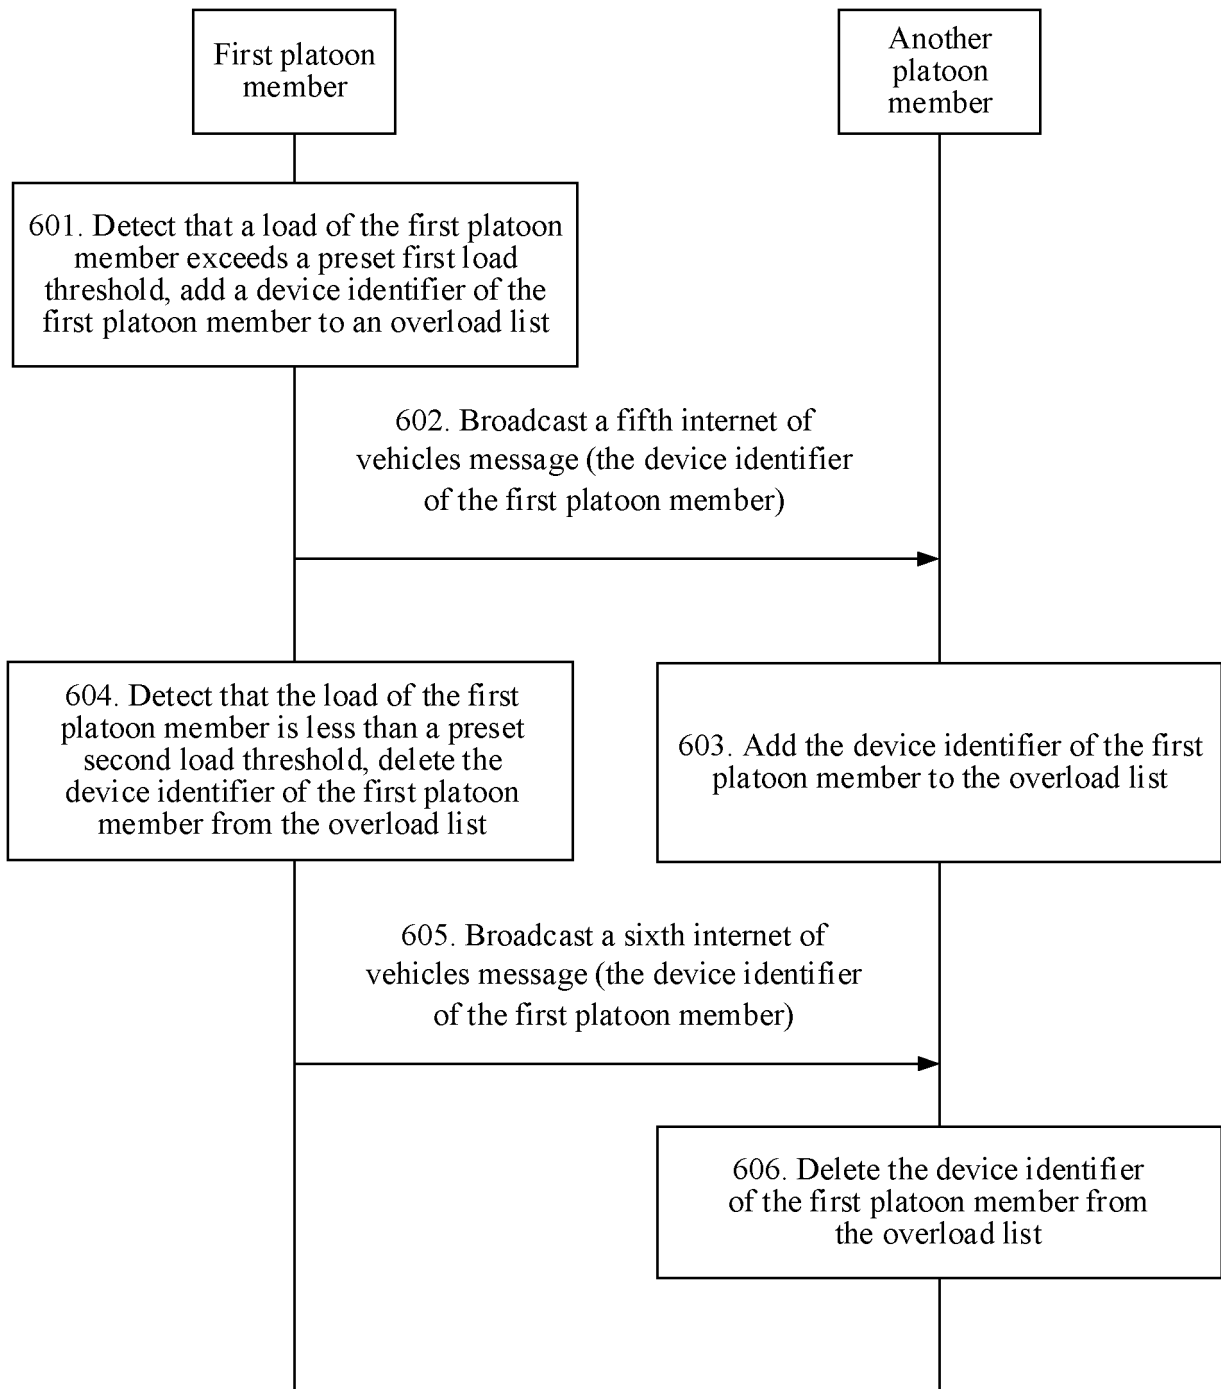 First platoon
member
Another
platoon
member
601. Detect that a load of the first platoon
member exceeds a preset first load
threshold, add a device identifier of the
first platoon member to an overload list
602. Broadcast a fifth internet of
vehicles message (the device identifier
of the first platoon member)
604. Detect that the load of the first
platoon member is less than a preset
second load threshold, delete the
device identifier of the first platoon
member from the overload list
603. Add the device identifier of the first
platoon member to the overload list
605. Broadcast a sixth internet of
vehicles message (the device identifier
of the first platoon member)
606. Delete the device identifier
of the first platoon member from
the overload list